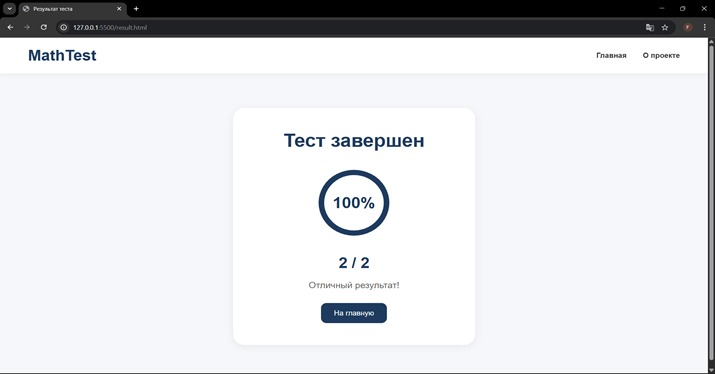 Результат теста
127.0.0.1:5500/result.html
F
MathTest
Главная
О проекте
Тест завершен
100%
2 / 2
Отличный результат!
На главную